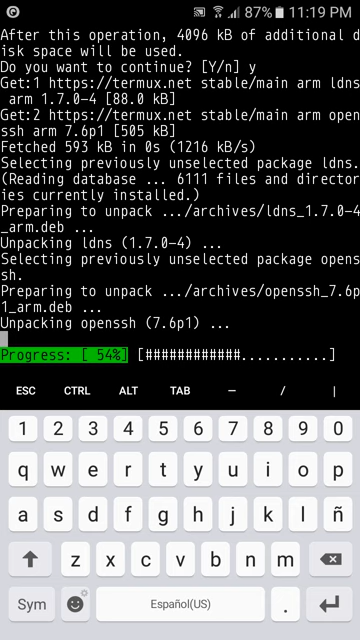 87% 11:19 PM
After this operation, 4096 kB of additional d
isk space will be used.
Do you want to continue? [Y/n] y
Get:1 https://termux.net stable/main arm ldns
 arm 1.7.0-4 [88.0 kB]
Get:2 https://termux.net stable/main arm open
ssh arm 7.6p1 [505 kB]
Fetched 593 kB in 0s (1216 kB/s)
Selecting previously unselected package ldns.
(Reading database ... 6111 files and director
ies currently installed.)
Preparing to unpack .../archives/ldns_1.7.0-4
_arm.deb ...
Unpacking ldns (1.7.0-4) ...
Selecting previously unselected package opens
sh.
Preparing to unpack .../archives/openssh_7.6p
1_arm.deb ...
Unpacking openssh (7.6p1) ...
Progress: [ 54%] [############...........]
ESC CTRL ALT TAB — / |
1 2 3 4 5 6 7 8 9 0
q w e r t y u i o p
a s d f g h j k l ñ
z x c v b n m
Sym Español(US) .